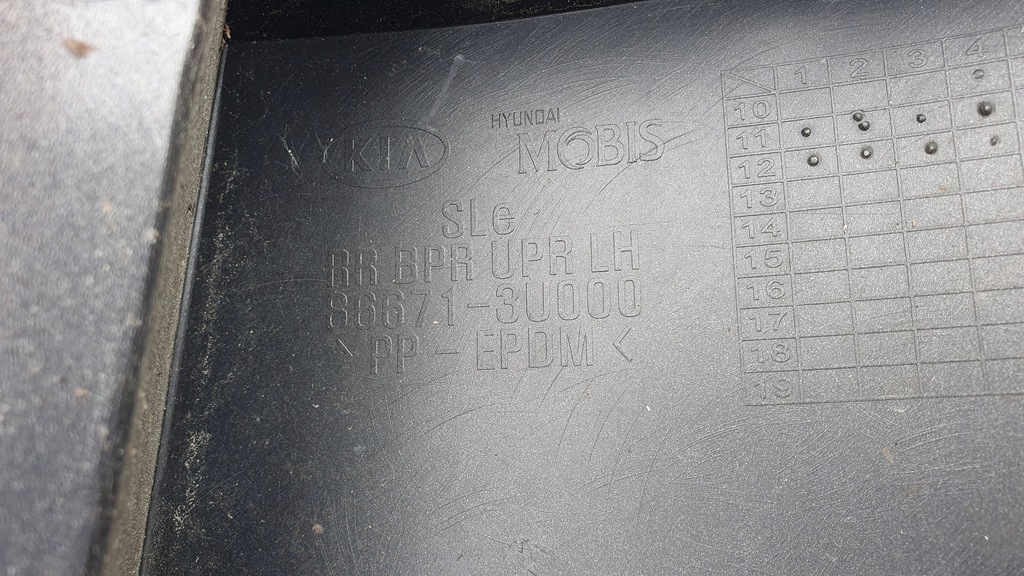 KIA
HYUNDAI
MOBIS
SLe
RR BPR UPR LH
86671-3U000
> PP - EPDM <
1 2 3 4
10
11
12
13
14
15
16
17
18
19